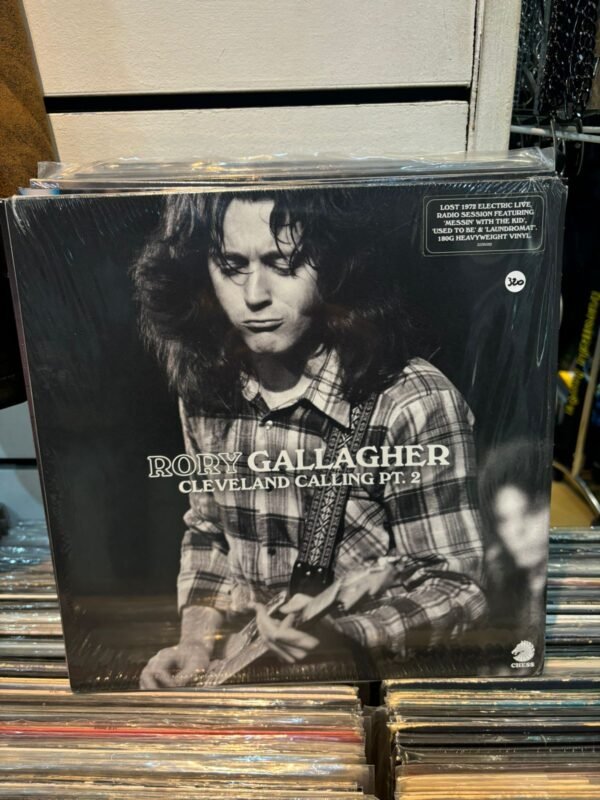 LOST 1972 ELECTRIC LIVE,
RADIO SESSION FEATURING
'MESSIN' WITH THE KID',
'USED TO BE' & 'LAUNDROMAT'.
180G HEAVYWEIGHT VINYL
320
RORY GALLAGHER
CLEVELAND CALLING PT. 2
CHESS